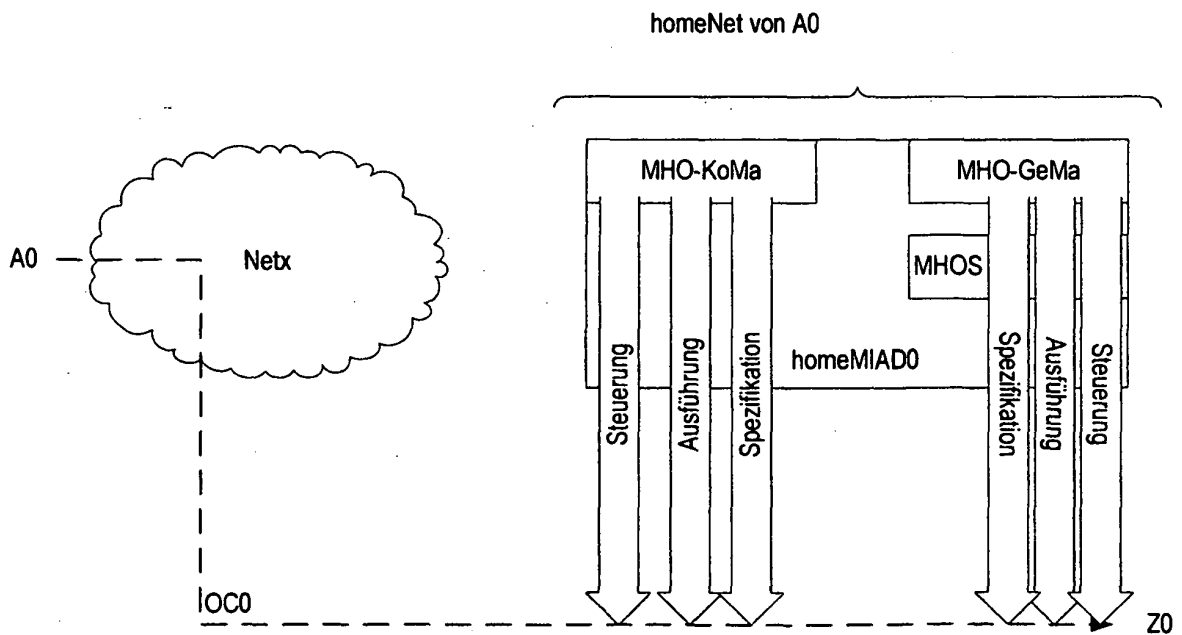 homeNet von A0
MHO-KoMa
MHO-GeMa
A0
Netx
MHOS
homeMIAD0
Steuerung
Ausführung
Spezifikation
Spezifikation
Ausführung
Steuerung
OC0
Z0